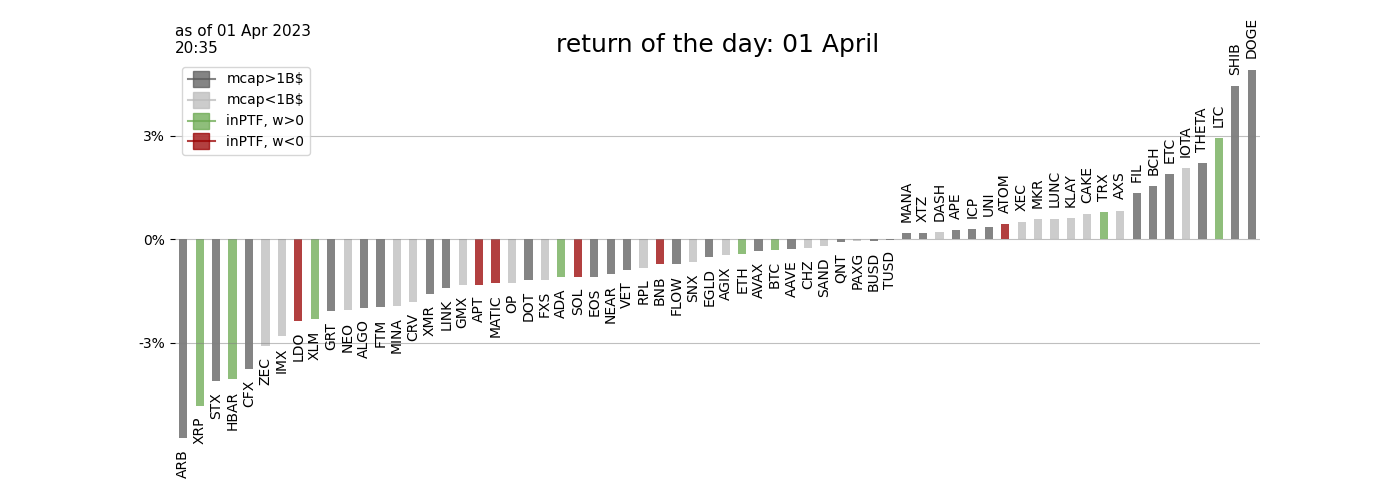 as of 01 Apr 2023
20:35
return of the day: 01 April
mcap>1B$
mcap<1B$
inPTF, w>0
inPTF, w<0
3%
0%
-3%
ARB
XRP
STX
HBAR
CFX
ZEC
IMX
LDO
XLM
GRT
NEO
ALGO
FTM
MINA
CRV
XMR
LINK
GMX
APT
MATIC
OP
DOT
FXS
ADA
SOL
EOS
NEAR
VET
RPL
BNB
FLOW
SNX
EGLD
AGIX
ETH
AVAX
BTC
AAVE
CHZ
SAND
QNT
PAXG
BUSD
TUSD
MANA
XTZ
DASH
APE
ICP
UNI
ATOM
XEC
MKR
LUNC
KLAY
CAKE
TRX
AXS
FIL
BCH
ETC
IOTA
THETA
LTC
SHIB
DOGE